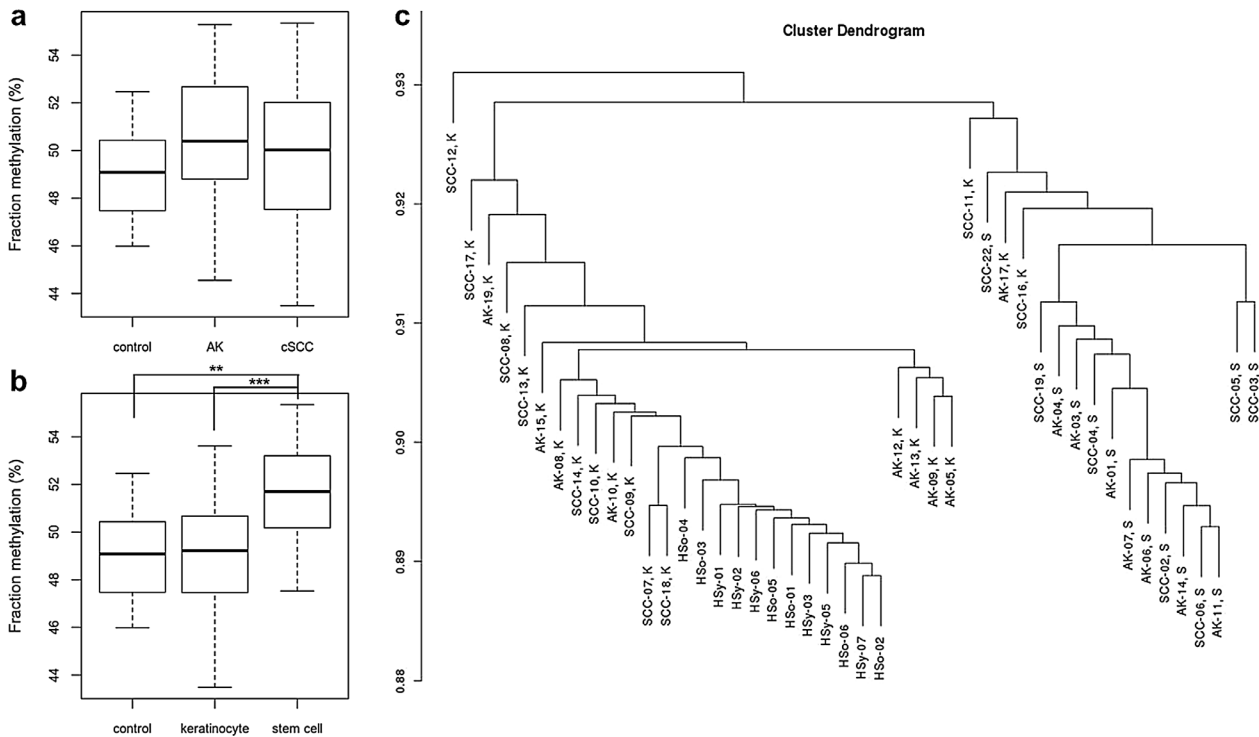 a
Fraction methylation (%)
54
52
50
48
46
44
control AK cSCC
b
**
***
Fraction methylation (%)
54
52
50
48
46
44
control keratinocyte stem cell
c
Cluster Dendrogram
0.93
0.92
0.91
0.90
0.89
0.88
SCC-12, K
SCC-17, K
AK-19, K
SCC-08, K
SCC-13, K
AK-15, K
AK-08, K
SCC-14, K
SCC-10, K
AK-10, K
SCC-09, K
SCC-07, K
SCC-18, K
HSo-04
HSo-03
HSy-01
HSy-02
HSy-06
HSo-05
HSo-01
HSy-03
HSy-05
HSo-06
HSy-07
HSo-02
AK-12, K
AK-13, K
AK-09, K
AK-05, K
SCC-11, K
SCC-22, S
AK-17, K
SCC-16, K
SCC-19, S
AK-04, S
AK-03, S
SCC-04, S
AK-01, S
AK-07, S
AK-06, S
SCC-02, S
AK-14, S
SCC-06, S
AK-11, S
SCC-05, S
SCC-03, S